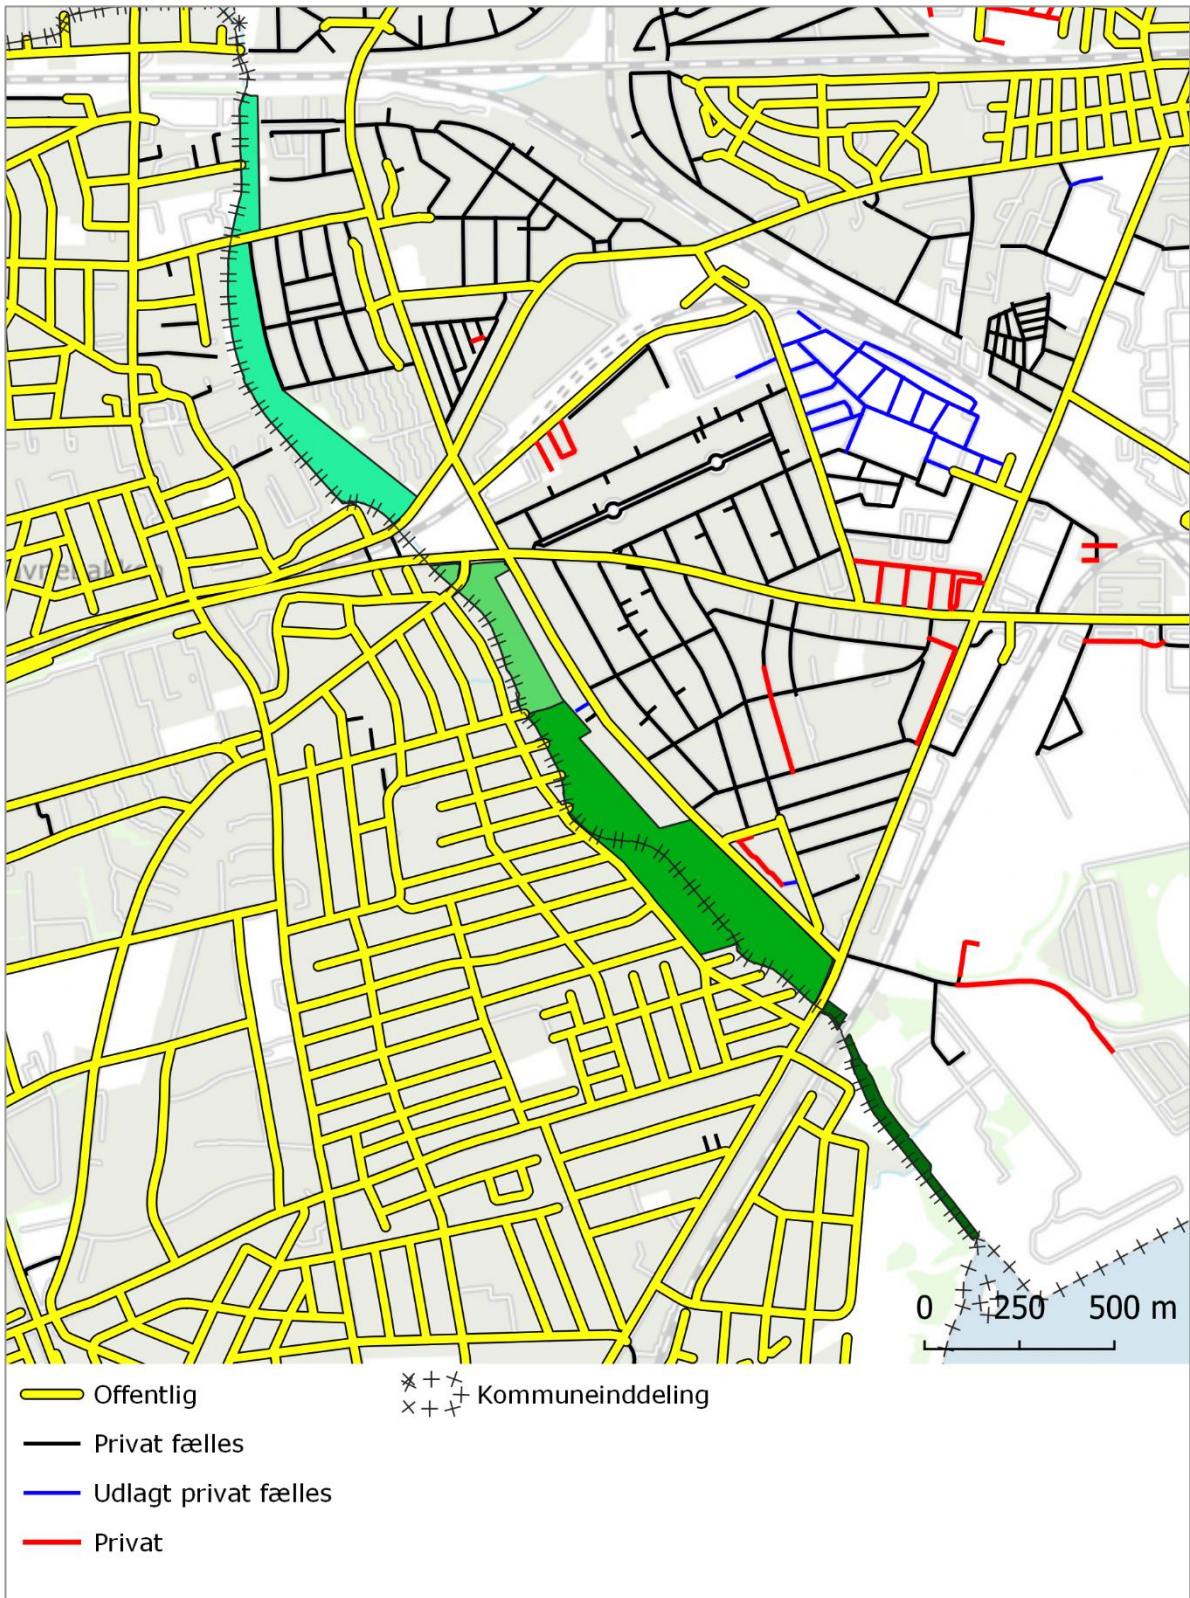 0 250 500 m
Offentlig
Kommuneinddeling
Privat fælles
Udlagt privat fælles
Privat